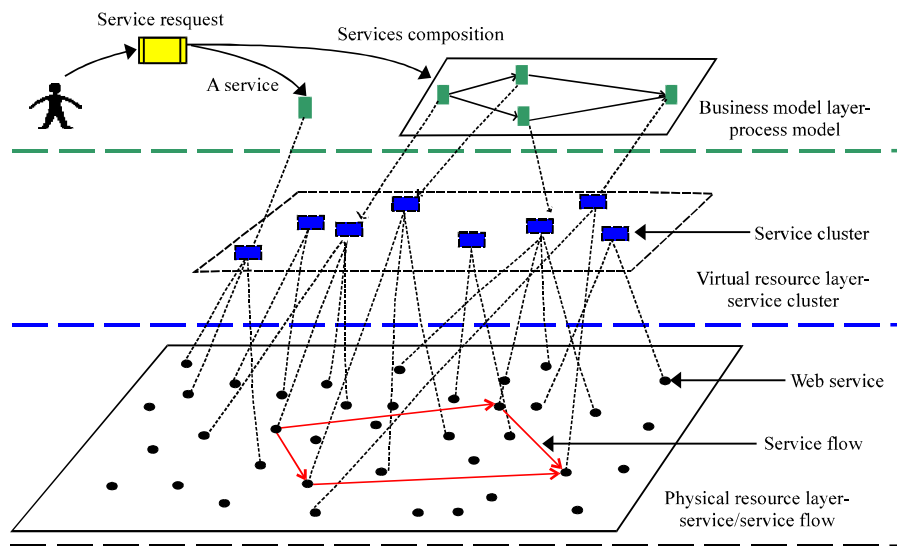 Service resquest
Services composition
A service
Business model layer-
process model
Service cluster
Virtual resource layer-
service cluster
Web service
Service flow
Physical resource layer-
service/service flow